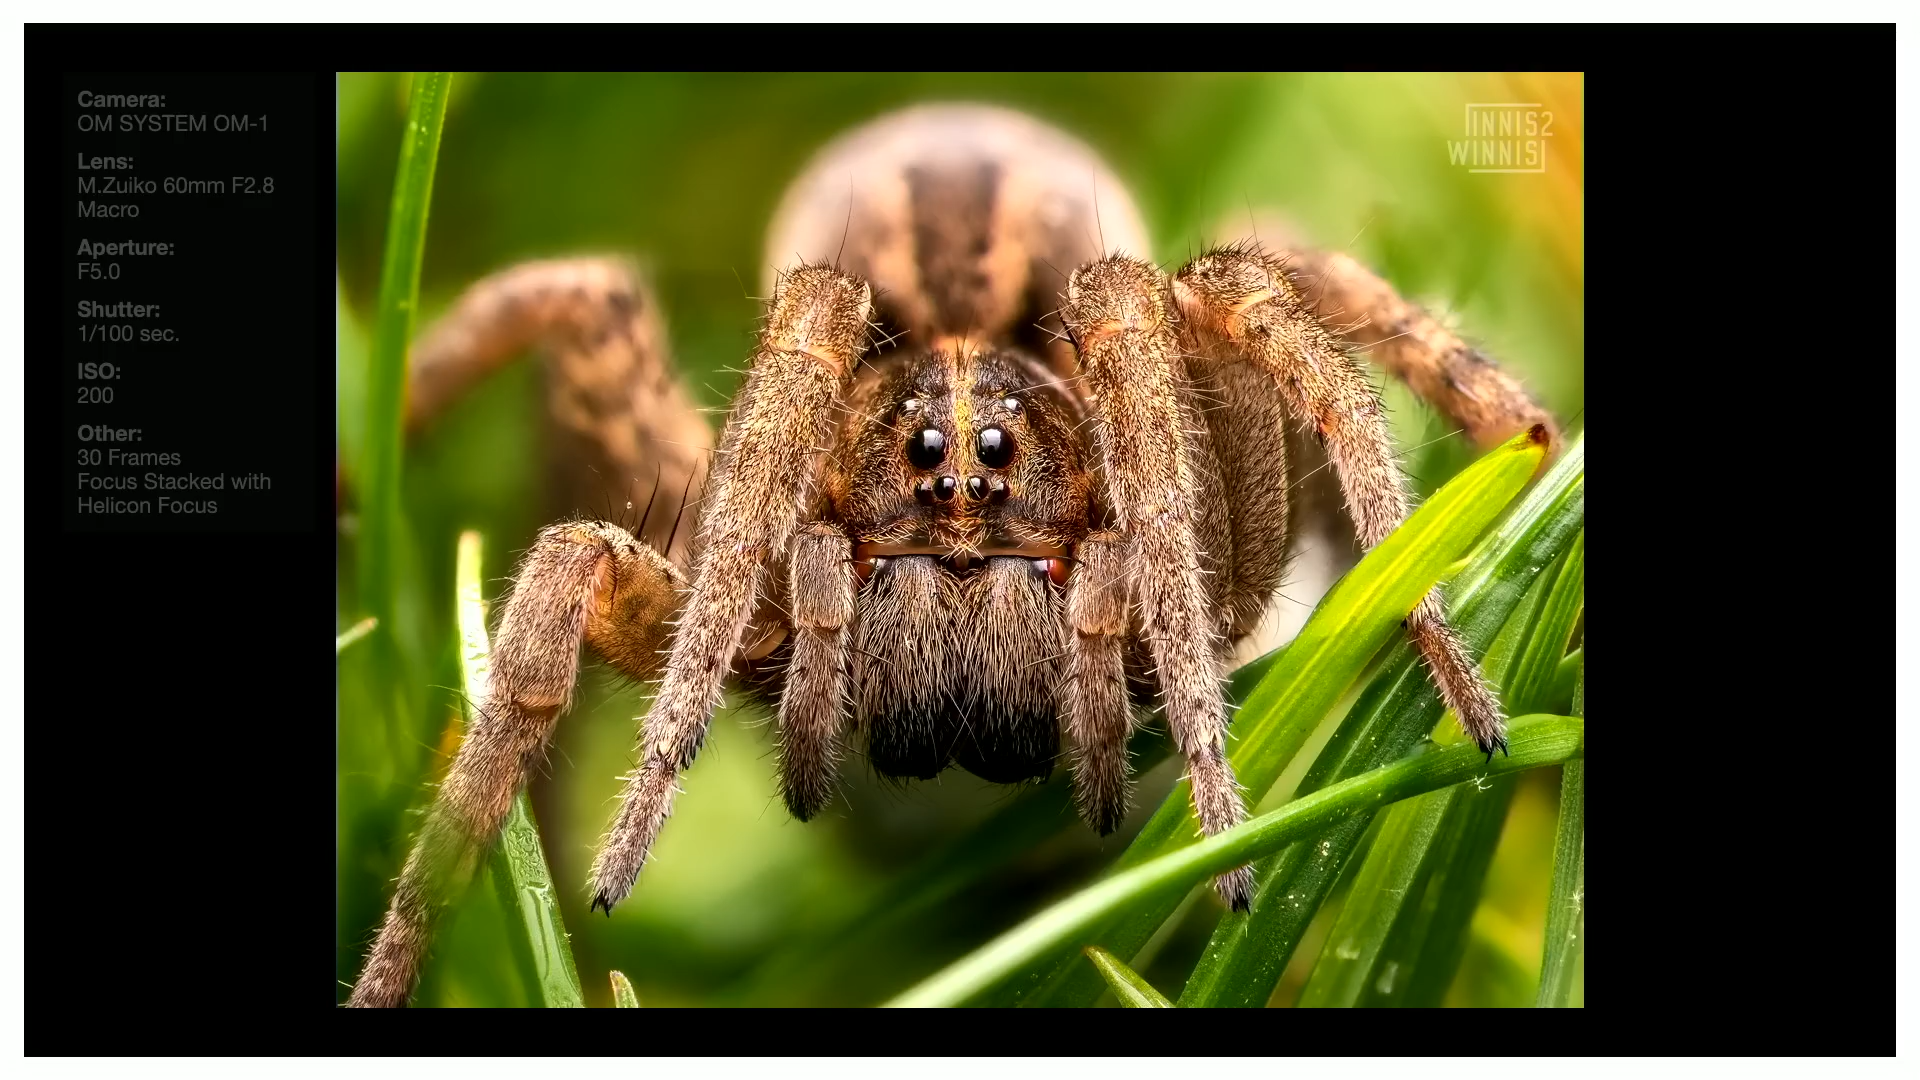 Camera:
OM SYSTEM OM-1
Lens:
M.Zuiko 60mm F2.8
Macro
Aperture:
F5.0
Shutter:
1/100 sec.
ISO:
200
Other:
30 Frames
Focus Stacked with
Helicon Focus
INNIS2
WINNIS